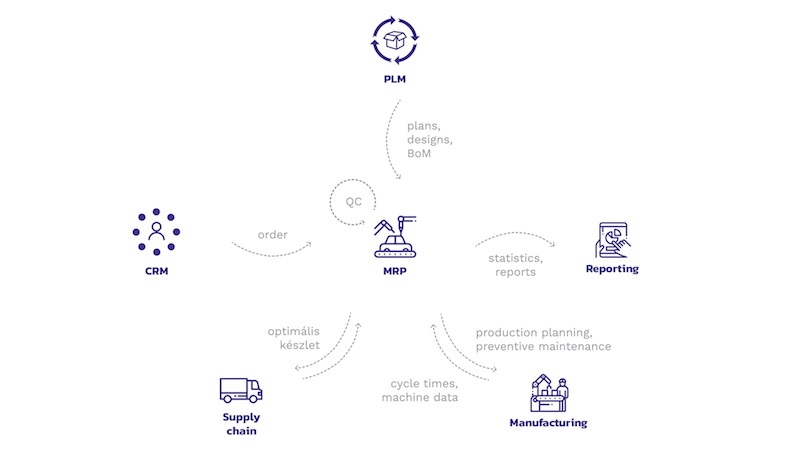 PLM
plans,
designs,
BoM
QC
order
CRM
MRP
statistics,
reports
Reporting
optimális
készlet
production planning,
preventive maintenance
cycle times,
machine data
Supply
chain
Manufacturing